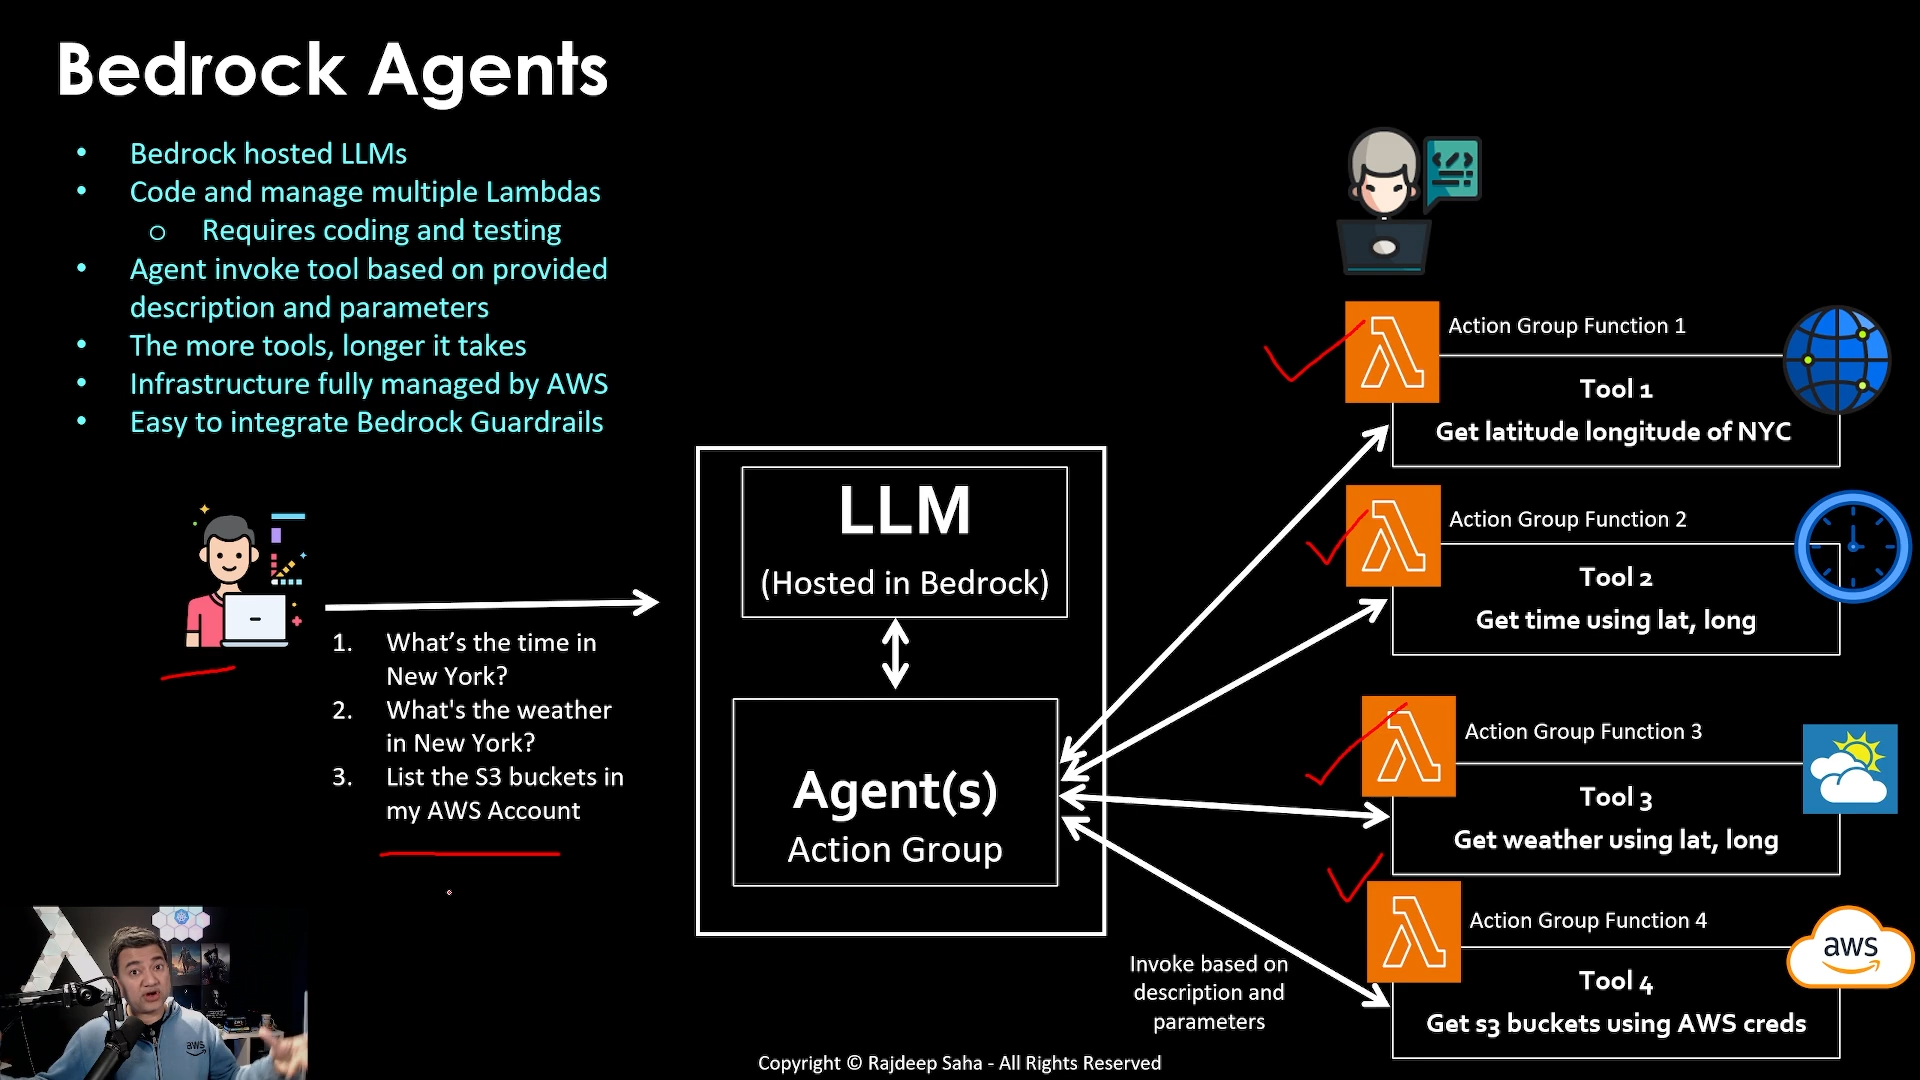 Bedrock Agents
• Bedrock hosted LLMs
• Code and manage multiple Lambdas
o Requires coding and testing
• Agent invoke tool based on provided
description and parameters
• The more tools, longer it takes
• Infrastructure fully managed by AWS
• Easy to integrate Bedrock Guardrails
1. What’s the time in
New York?
2. What's the weather
in New York?
3. List the S3 buckets in
my AWS Account
LLM
(Hosted in Bedrock)
Agent(s)
Action Group
Action Group Function 1
Tool 1
Get latitude longitude of NYC
Action Group Function 2
Tool 2
Get time using lat, long
Action Group Function 3
Tool 3
Get weather using lat, long
Action Group Function 4
aws
Tool 4
Get s3 buckets using AWS creds
Invoke based on
description and
parameters
aws
Copyright © Rajdeep Saha - All Rights Reserved